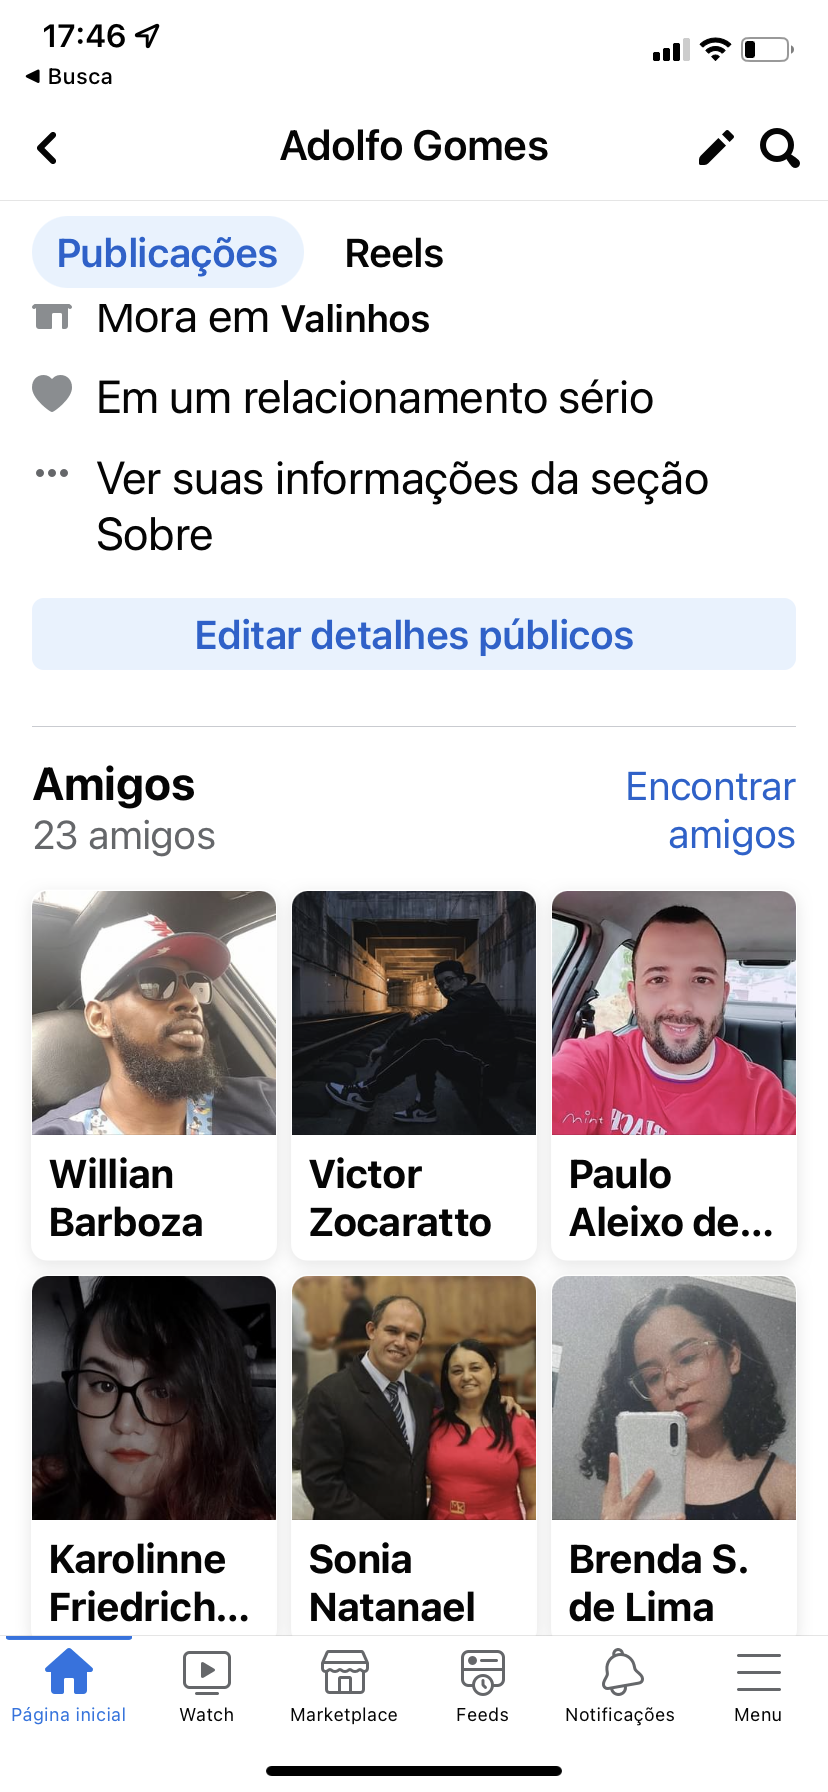 17:46
Busca
Adolfo Gomes
Publicações Reels
Mora em Valinhos
Em um relacionamento sério
Ver suas informações da seção
Sobre
Editar detalhes públicos
Amigos
23 amigos
Encontrar
amigos
Mint
Willian
Barboza
Victor
Zocaratto
Paulo
Aleixo de...
Karolinne
Friedrich...
Sonia
Natanael
Brenda S.
de Lima
Página inicial
Watch
Marketplace
Feeds
Notificações
Menu